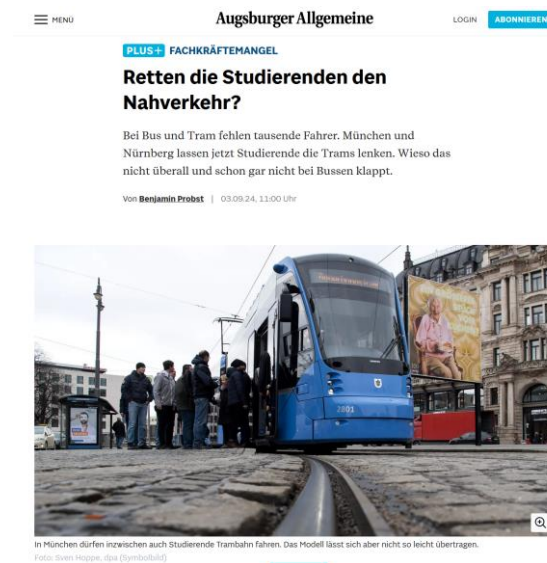 MENÜ
Augsburger Allgemeine
LOGIN
ABONNIEREN
PLUS+ FACHKRÄFTEMANGEL
Retten die Studierenden den
Nahverkehr?
Bei Bus und Tram fehlen tausende Fahrer. München und
Nürnberg lassen jetzt Studierende die Trams lenken. Wieso das
nicht überall und schon gar nicht bei Bussen klappt.
Von Benjamin Probst | 03.09.24, 11:00 Uhr
2801
In München dürfen inzwischen auch Studierende Trambahn fahren. Das Modell lässt sich aber nicht so leicht übertragen.
Foto: Sven Hoppe, dpa (Symbolbild)